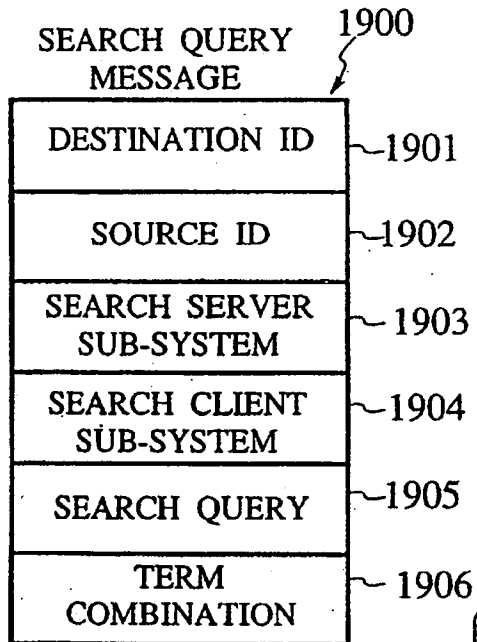 1900
SEARCH QUERY
MESSAGE
DESTINATION ID
1901
SOURCE ID
1902
SEARCH SERVER
SUB-SYSTEM
1903
SEARCH CLIENT
SUB-SYSTEM
1904
SEARCH QUERY
1905
TERM
COMBINATION
1906